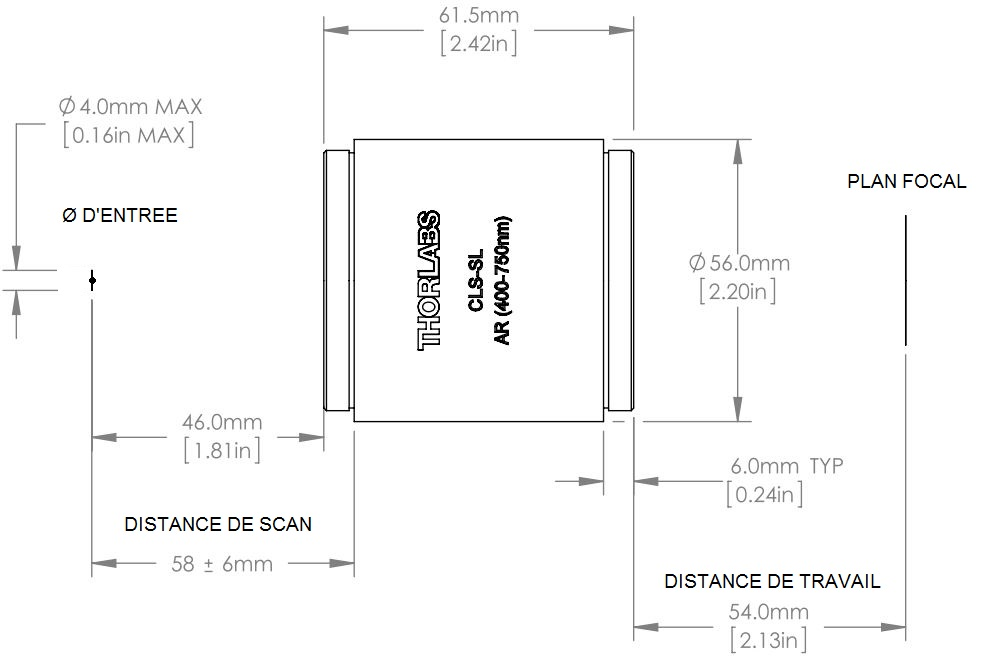 61.5mm
[2.42in]
Ø4.0mm MAX
[0.16in MAX]
PLAN FOCAL
Ø D'ENTREE
THORLABS
CLS-SL
AR (400-750nm)
Ø56.0mm
[2.20in]
46.0mm
[1.81in]
6.0mm TYP
[0.24in]
DISTANCE DE SCAN
58 ± 6mm
DISTANCE DE TRAVAIL
54.0mm
[2.13in]